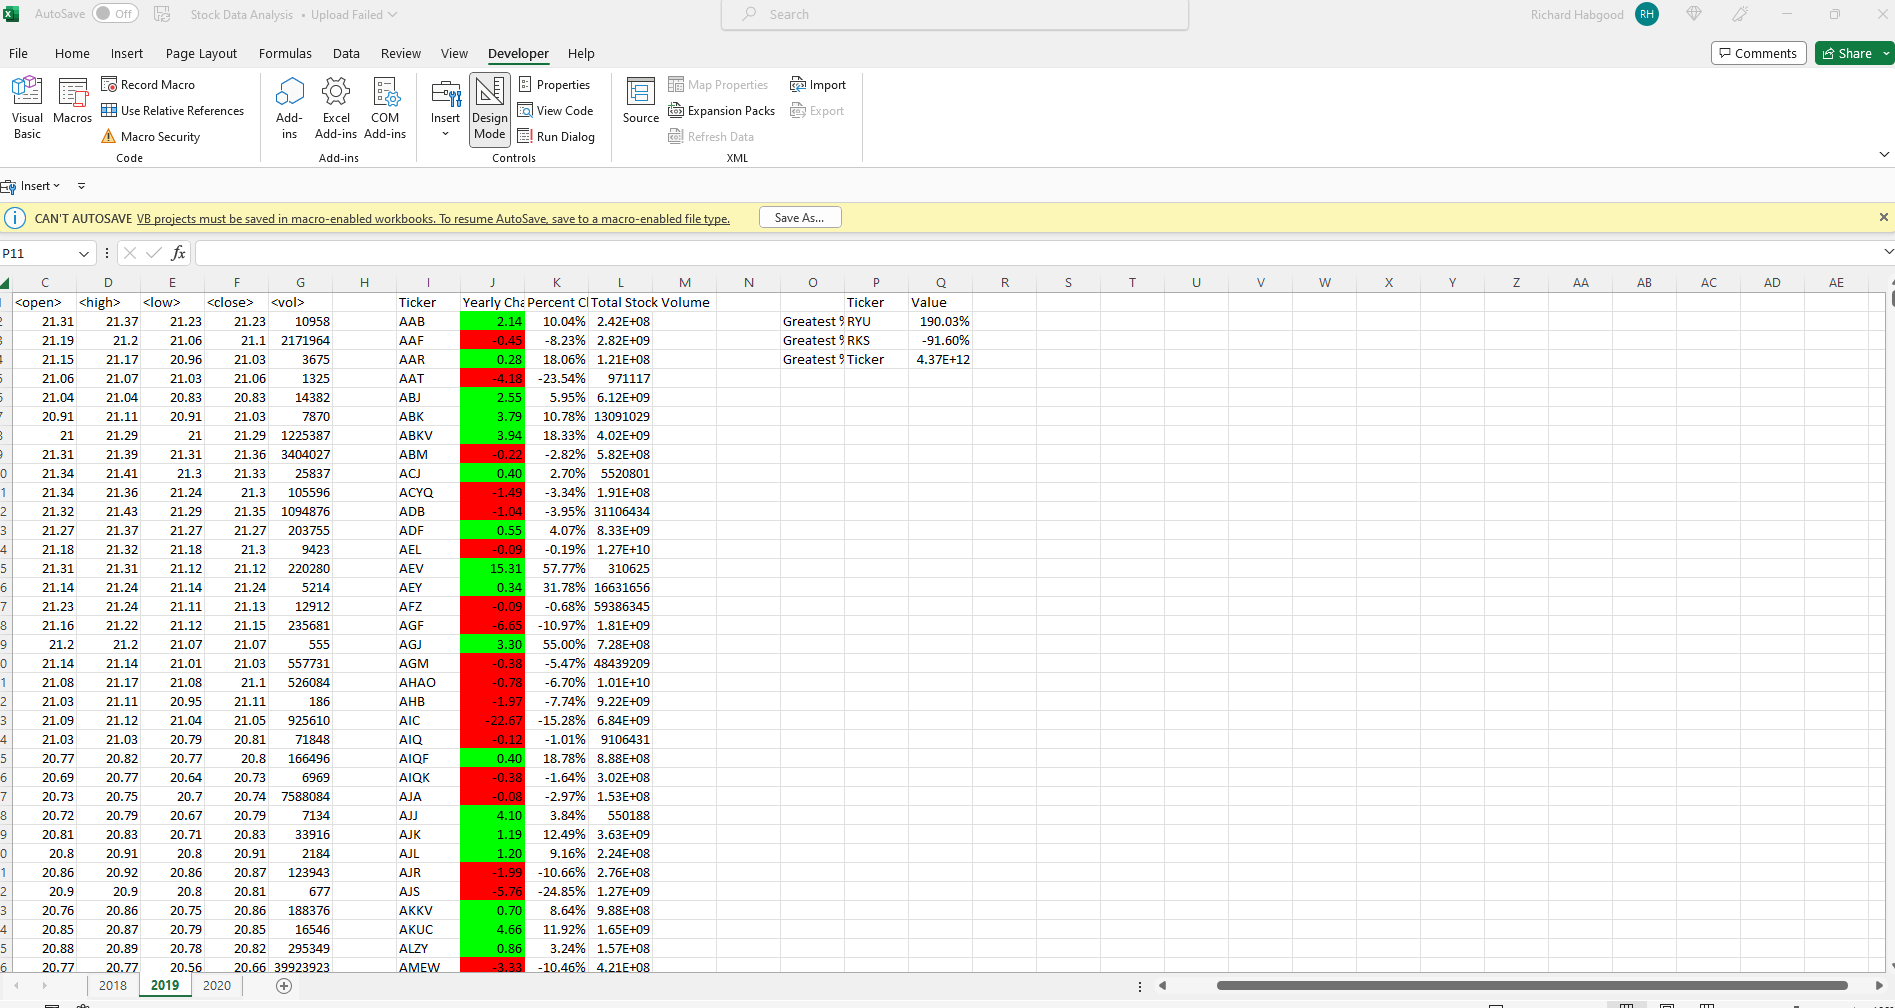 AutoSave Off Stock Data Analysis • Upload Failed Search Richard Habgood RH
File Home Insert Page Layout Formulas Data Review View Developer Help Comments Share
Visual Basic Macros Record Macro Use Relative References Macro Security Code
Add-ins Excel Add-ins COM Add-ins Add-ins
Insert Design Mode Properties View Code Run Dialog Controls
Source Map Properties Expansion Packs Refresh Data Import Export XML
Insert
CAN'T AUTOSAVE VB projects must be saved in macro-enabled workbooks. To resume AutoSave, save to a macro-enabled file type. Save As...
P11 fx
C D E F G H I J K L M N O P Q R S T U V W X Y Z AA AB AC AD AE
<open> <high> <low> <close> <vol> Ticker Yearly Cha Percent Cl Total Stock Volume Ticker Value
21.31 21.37 21.23 21.23 10958 AAB 2.14 10.04% 2.42E+08 Greatest % RYU 190.03%
21.19 21.2 21.06 21.1 2171964 AAF -0.45 -8.23% 2.82E+09 Greatest % RKS -91.60%
21.15 21.17 20.96 21.03 3675 AAR 0.28 18.06% 1.21E+08 Greatest % Ticker 4.37E+12
21.06 21.07 21.03 21.06 1325 AAT -4.18 -23.54% 971117
21.04 21.04 20.83 20.83 14382 ABJ 2.55 5.95% 6.12E+09
20.91 21.11 20.91 21.03 7870 ABK 3.79 10.78% 13091029
21 21.29 21 21.29 1225387 ABKV 3.94 18.33% 4.02E+09
21.31 21.39 21.31 21.36 3404027 ABM -0.22 -2.82% 5.82E+08
21.34 21.41 21.3 21.33 25837 ACJ 0.40 2.70% 5520801
21.34 21.36 21.24 21.3 105596 ACYQ -1.49 -3.34% 1.91E+08
21.32 21.43 21.29 21.35 1094876 ADB -1.04 -3.95% 31106434
21.27 21.37 21.27 21.27 203755 ADF 0.55 4.07% 8.33E+09
21.18 21.32 21.18 21.3 9423 AEL -0.09 -0.19% 1.27E+10
21.31 21.31 21.12 21.12 220280 AEV 15.31 57.77% 310625
21.14 21.24 21.14 21.24 5214 AEY 0.34 31.78% 16631656
21.23 21.24 21.11 21.13 12912 AFZ -0.09 -0.68% 59386345
21.16 21.22 21.12 21.15 235681 AGF -6.65 -10.97% 1.81E+09
21.2 21.2 21.07 21.07 555 AGJ 3.30 55.00% 7.28E+08
21.14 21.14 21.01 21.03 557731 AGM -0.38 -5.47% 48439209
21.08 21.17 21.08 21.1 526084 AHAO -0.78 -6.70% 1.01E+10
21.03 21.11 20.95 21.11 186 AHB -1.97 -7.74% 9.22E+09
21.09 21.12 21.04 21.05 925610 AIC -22.67 -15.28% 6.84E+09
21.03 21.03 20.79 20.81 71848 AIQ -0.12 -1.01% 9106431
20.77 20.82 20.77 20.8 166496 AIQF 0.40 18.78% 8.88E+08
20.69 20.77 20.64 20.73 6969 AIQK -0.38 -1.64% 3.02E+08
20.73 20.75 20.7 20.74 7588084 AJA -0.08 -2.97% 1.53E+08
20.72 20.79 20.67 20.79 7134 AJJ 4.10 3.84% 550188
20.81 20.83 20.71 20.83 33916 AJK 1.19 12.49% 3.63E+09
20.8 20.91 20.8 20.91 2184 AJL 1.20 9.16% 2.24E+08
20.86 20.92 20.86 20.87 123943 AJR -1.99 -10.66% 2.76E+08
20.9 20.9 20.8 20.81 677 AJS -5.76 -24.85% 1.27E+09
20.76 20.86 20.75 20.86 188376 AKKV 0.70 8.64% 9.88E+08
20.85 20.87 20.79 20.85 16546 AKUC 4.66 11.92% 1.65E+09
20.88 20.89 20.78 20.82 295349 ALZY 0.86 3.24% 1.57E+08
20.77 20.77 20.56 20.66 39923923 AMEW -3.33 -10.46% 4.21E+08
2018 2019 2020